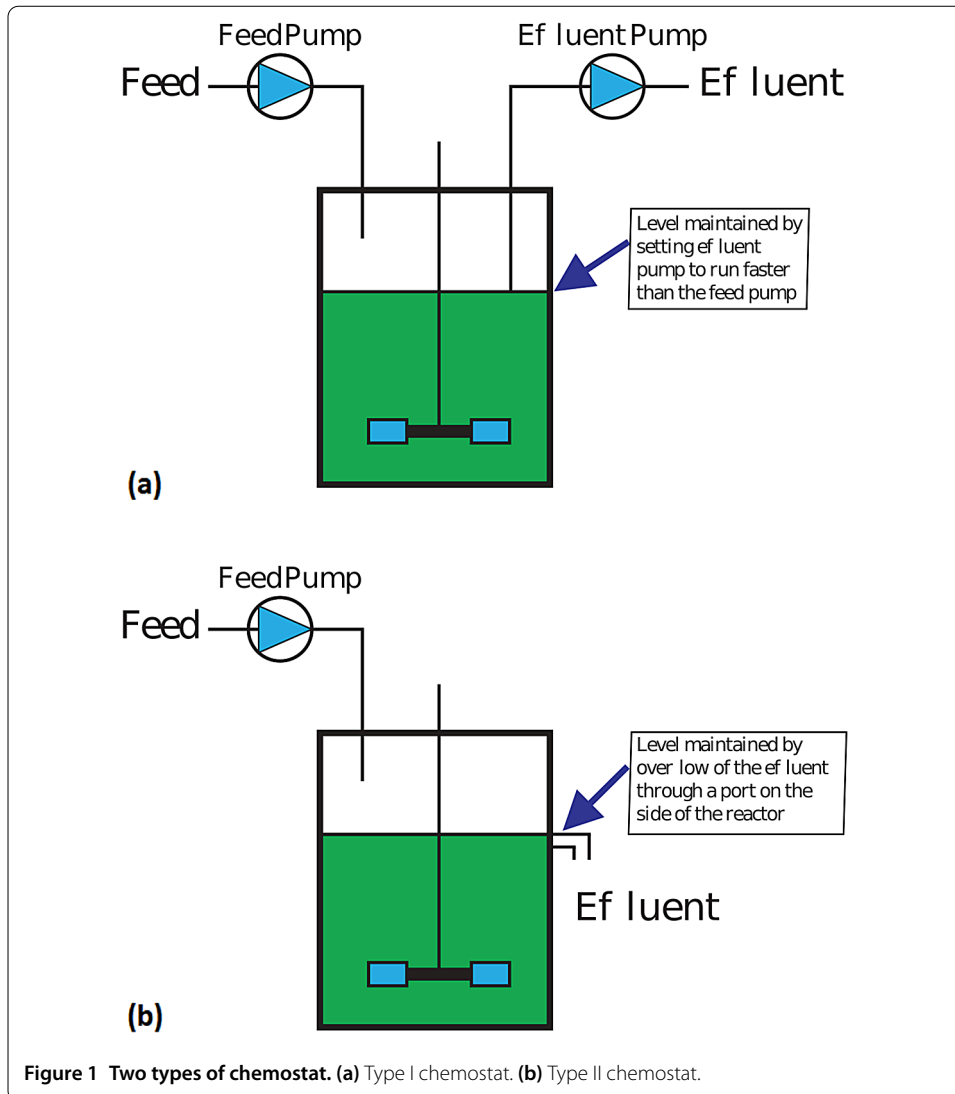 FeedPump
Ef luent Pump
Feed
Ef luent
Level maintained by
setting ef luent
pump to run faster
than the feed pump
(a)
FeedPump
Feed
Level maintained by
over low of the ef luent
through a port on the
side of the reactor
Ef luent
(b)
Figure 1 Two types of chemostat. (a) Type I chemostat. (b) Type II chemostat.